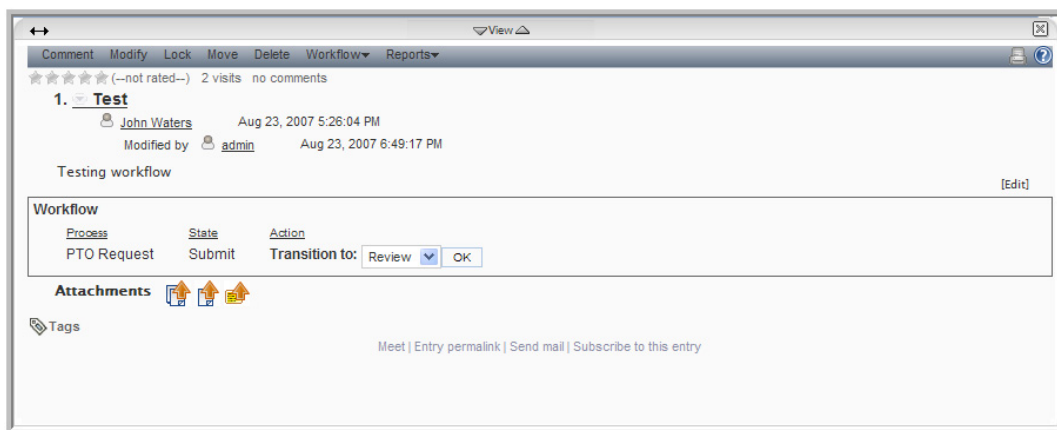 View
Comment Modify Lock Move Delete Workflow Reports
(--not rated--) 2 visits no comments
1. Test
John Waters Aug 23, 2007 5:26:04 PM
Modified by admin Aug 23, 2007 6:49:17 PM
Testing workflow
[Edit]
Workflow
Process State Action
PTO Request Submit Transition to: Review OK
Attachments
Tags
Meet | Entry permalink | Send mail | Subscribe to this entry